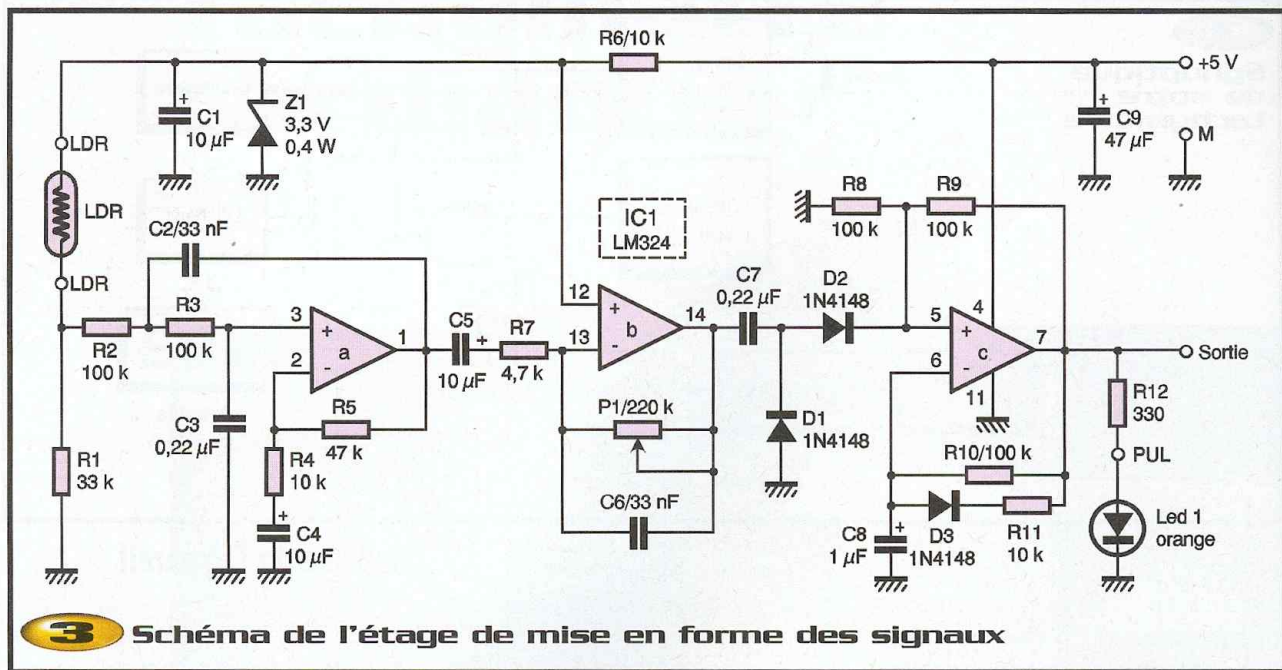 R6/10 k
+5 V
Z1
3,3 V
0,4 W
C1
10 µF
C9
47 µF
M
LDR
LDR
LDR
C2/33 nF
IC1
LM324
R8
100 k
R9
100 k
R2
100 k
R3
100 k
3
+
2
-
a
1
C5
+
10 µF
R7
4,7 k
12
+
13
-
b
14
C7
0,22 µF
D2
1N4148
5
+
6
-
c
4
7
11
Sortie
R12
330
PUL
Led 1
orange
R1
33 k
C3
0,22 µF
R5
47 k
R4
10 k
+
C4
10 µF
P1/220 k
C6/33 nF
D1
1N4148
R10/100 k
C8
1 µF
+
D3
1N4148
R11
10 k
+
+
3 Schéma de l'étage de mise en forme des signaux